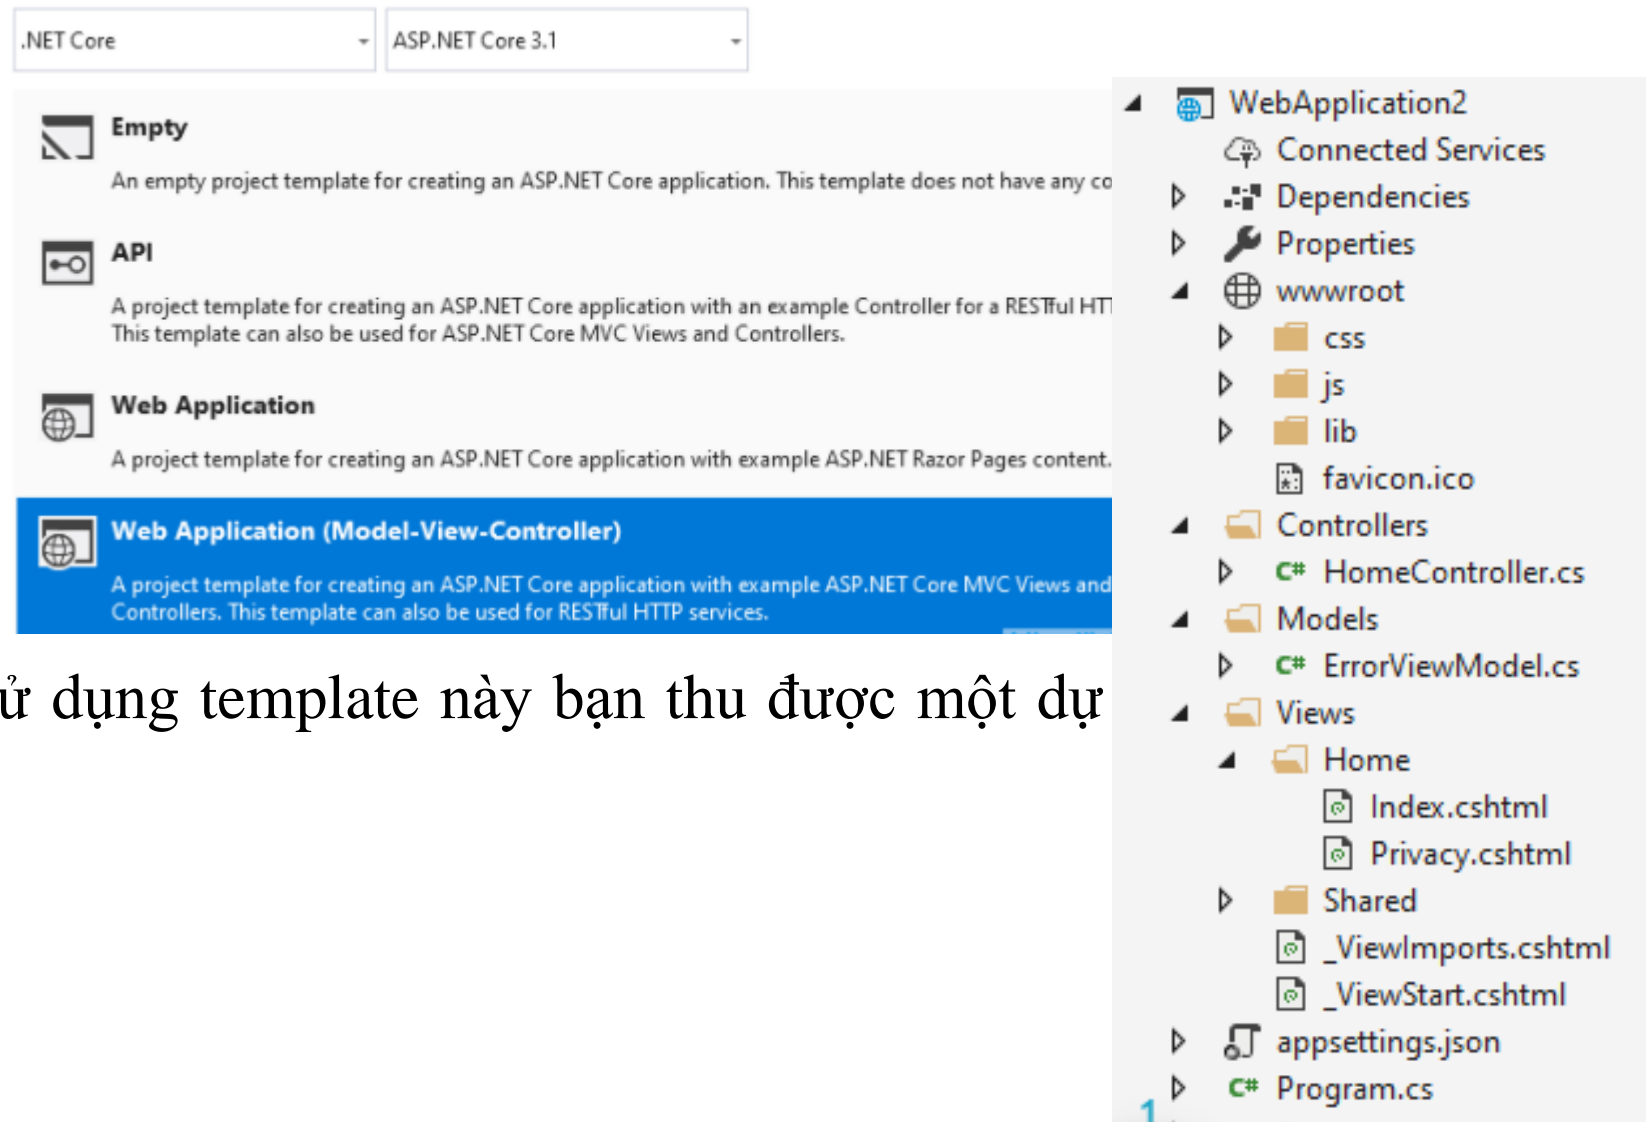 .NET Core
ASP.NET Core 3.1
Empty
An empty project template for creating an ASP.NET Core application. This template does not have any co
API
A project template for creating an ASP.NET Core application with an example Controller for a RESTful HTT
This template can also be used for ASP.NET Core MVC Views and Controllers.
Web Application
A project template for creating an ASP.NET Core application with example ASP.NET Razor Pages content.
Web Application (Model-View-Controller)
A project template for creating an ASP.NET Core application with example ASP.NET Core MVC Views and
Controllers. This template can also be used for RESTful HTTP services.
ử dụng template này bạn thu được một dự
WebApplication2
Connected Services
Dependencies
Properties
wwwroot
css
js
lib
favicon.ico
Controllers
C# HomeController.cs
Models
C# ErrorViewModel.cs
Views
Home
Index.cshtml
Privacy.cshtml
Shared
_ViewImports.cshtml
_ViewStart.cshtml
appsettings.json
C# Program.cs
1